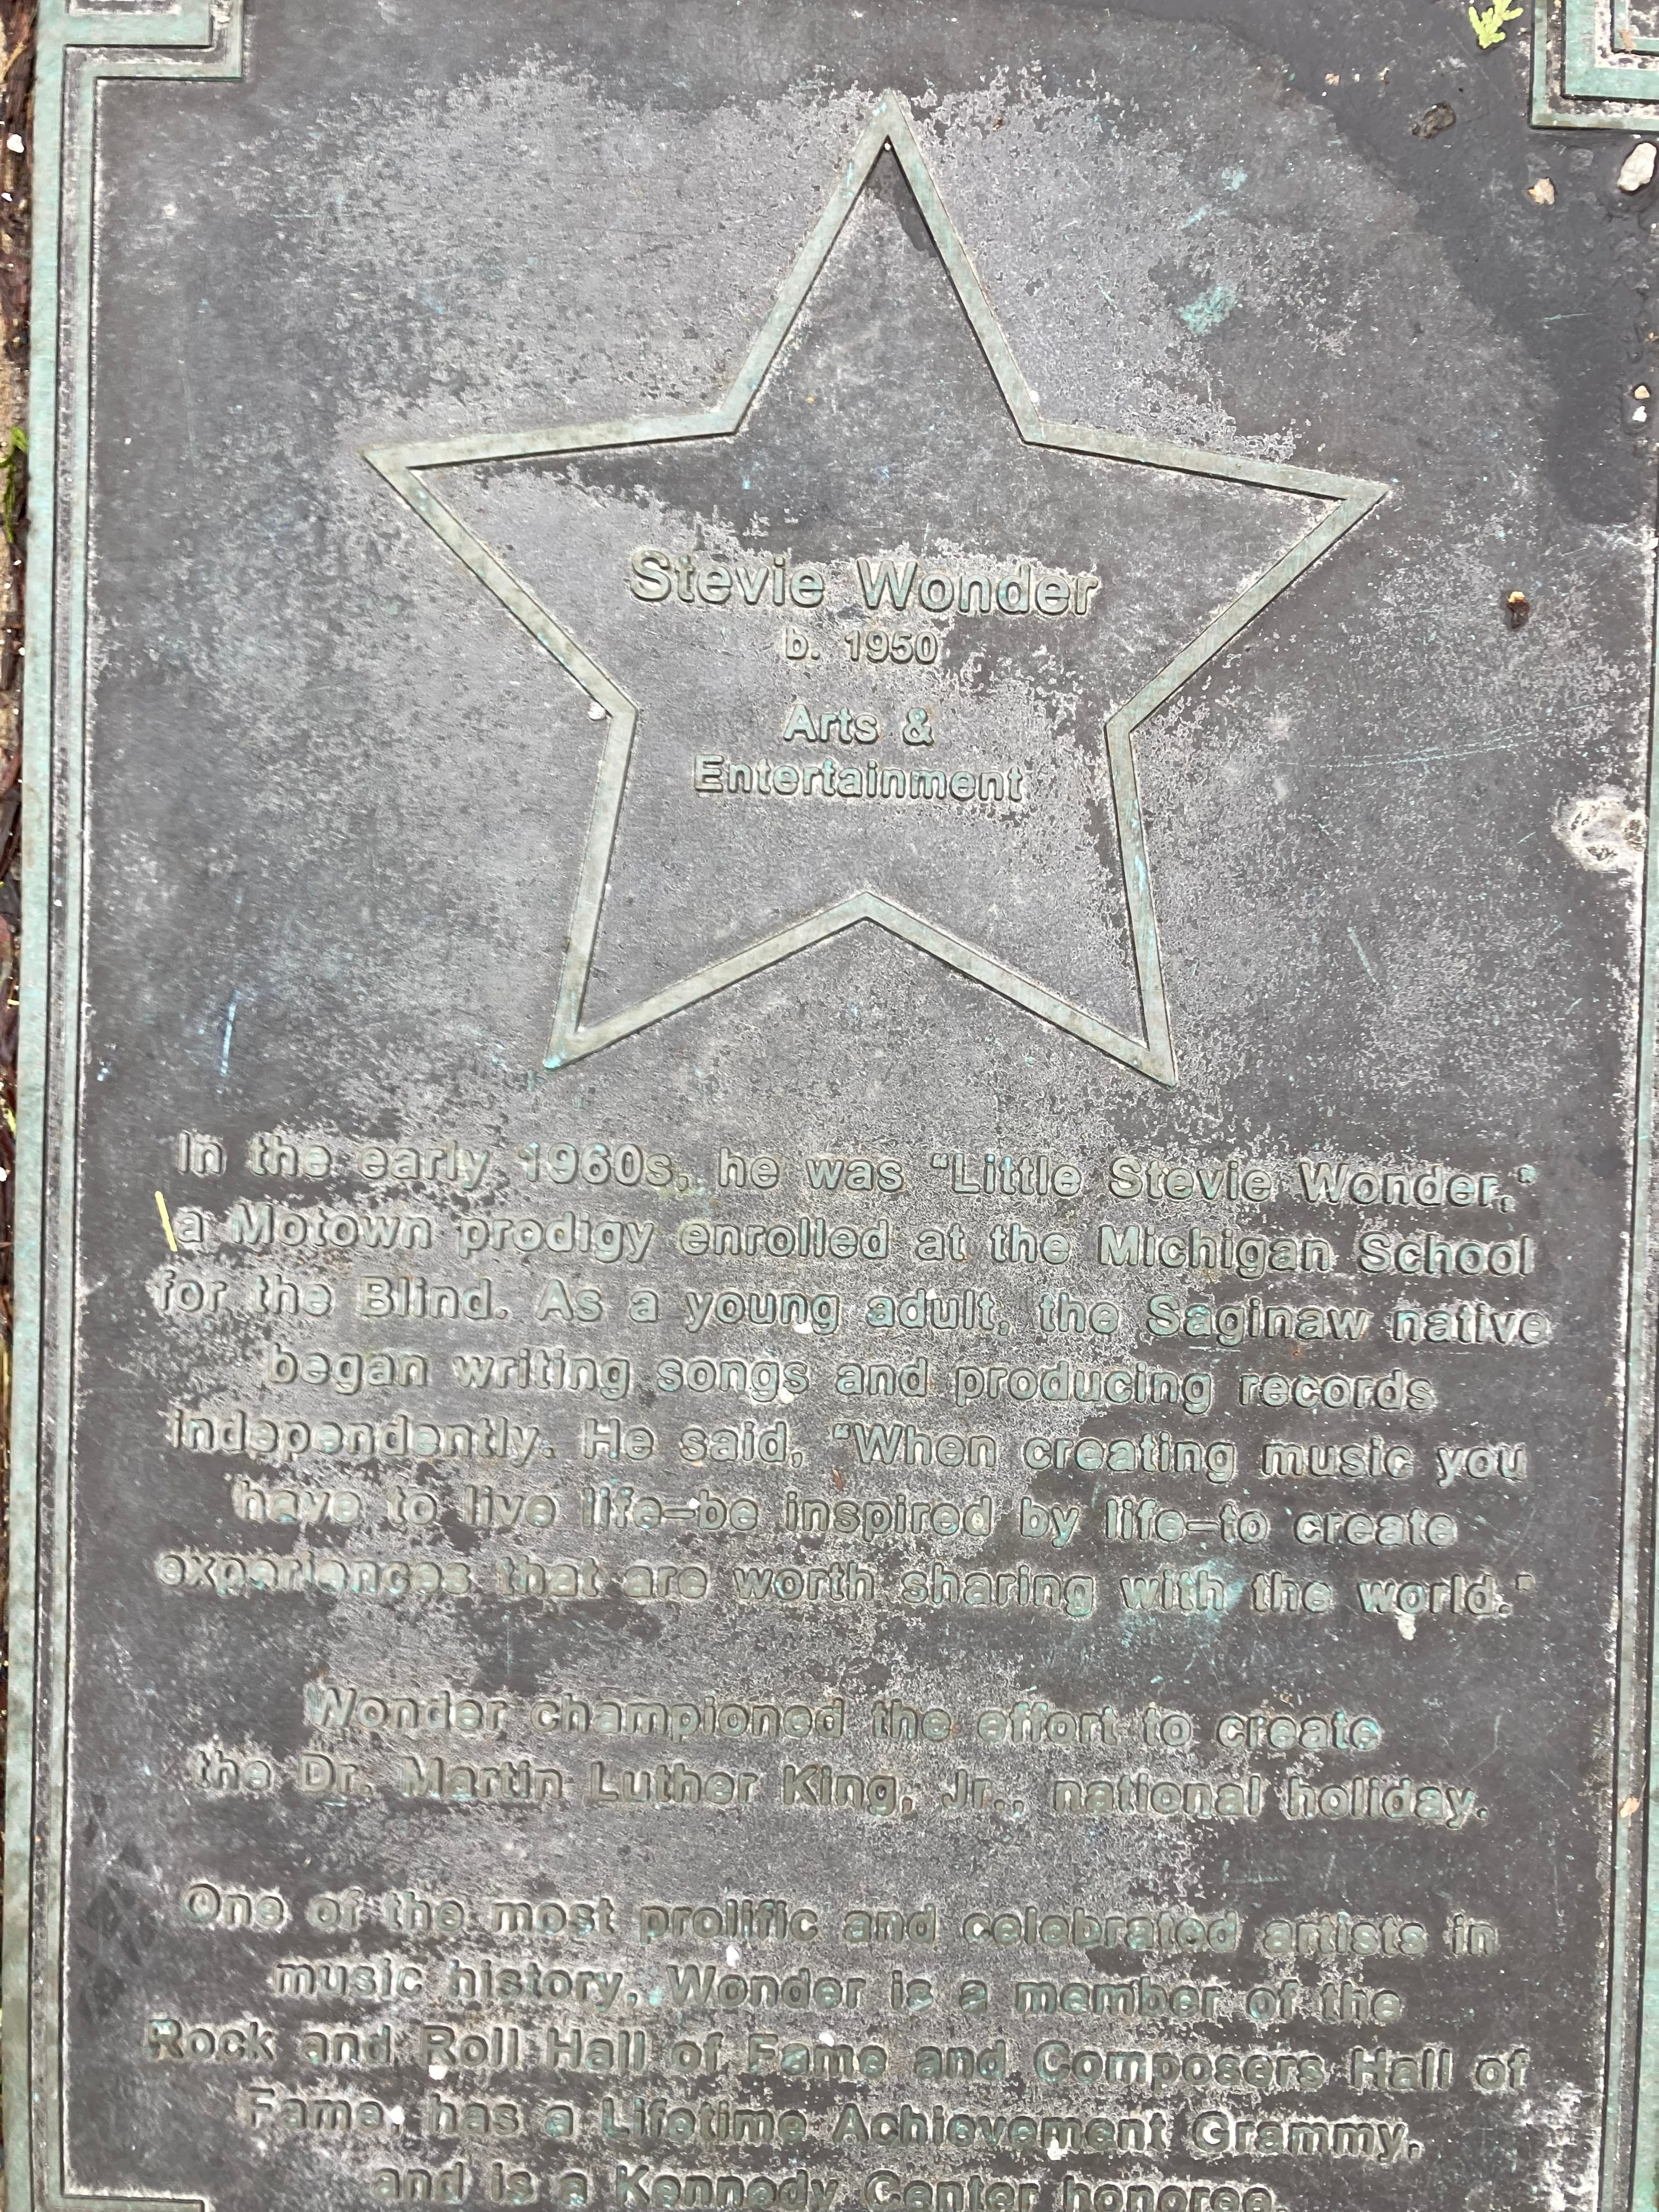 Stevie Wonder
b. 1950
Arts &
Entertainment
In the early 1960s, he was “Little Stevie Wonder,”
a Motown prodigy enrolled at the Michigan School
for the Blind. As a young adult, the Saginaw native
began writing songs and producing records
independently. He said, “When creating music you
have to live life–be inspired by life–to create
experiences that are worth sharing with the world.”
Wonder championed the effort to create
the Dr. Martin Luther King, Jr., national holiday.
One of the most prolific and celebrated artists in
music history, Wonder is a member of the
Rock and Roll Hall of Fame and Composers Hall of
Fame, has a Lifetime Achievement Grammy,
and is a Kennedy Center honoree.